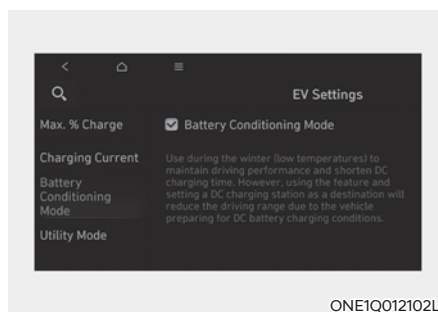 EV Settings
Max. % Charge
Charging Current
Battery
Conditioning
Mode
Utility Mode
Battery Conditioning Mode
Use during the winter (low temperatures) to
maintain driving performance and shorten DC
charging time. However, using the feature and
setting a DC charging station as a destination will
reduce the driving range due to the vehicle
preparing for DC battery charging conditions.
ONE1Q012102L